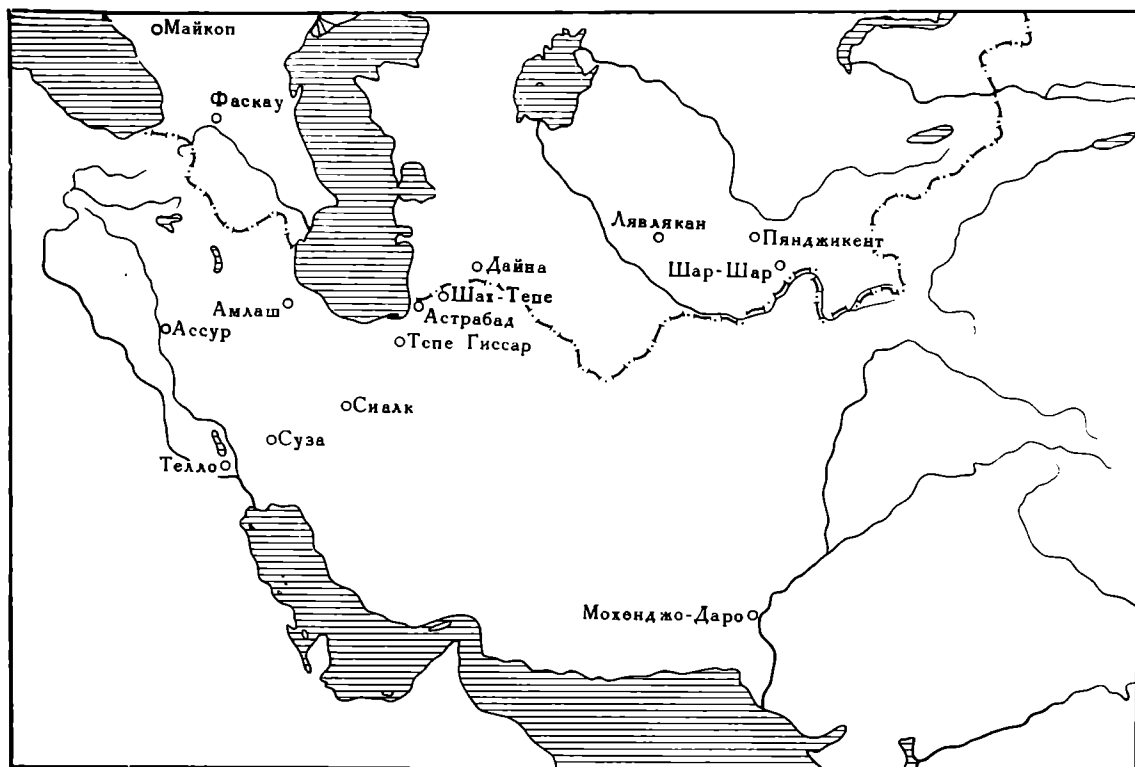 Майкоп
Фаскау
Лявлякан
Пянджикент
Шар-Шар
Дайна
Шах-Тепе
Амлаш
Астрабад
Ассур
Тепе Гиссар
Сиалк
Суза
Телло
Мохенджо-Даро